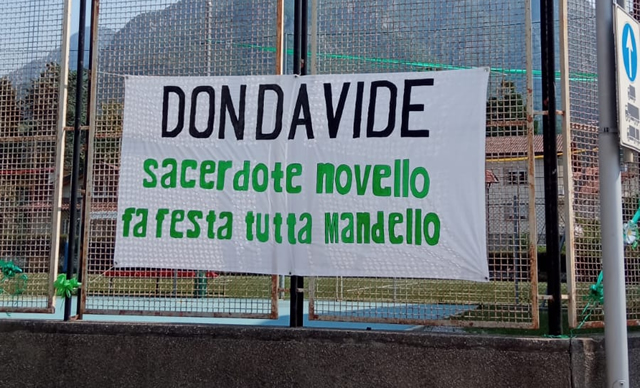 DON DAVIDE
sacerdote novello
fa festa tutta Mandello